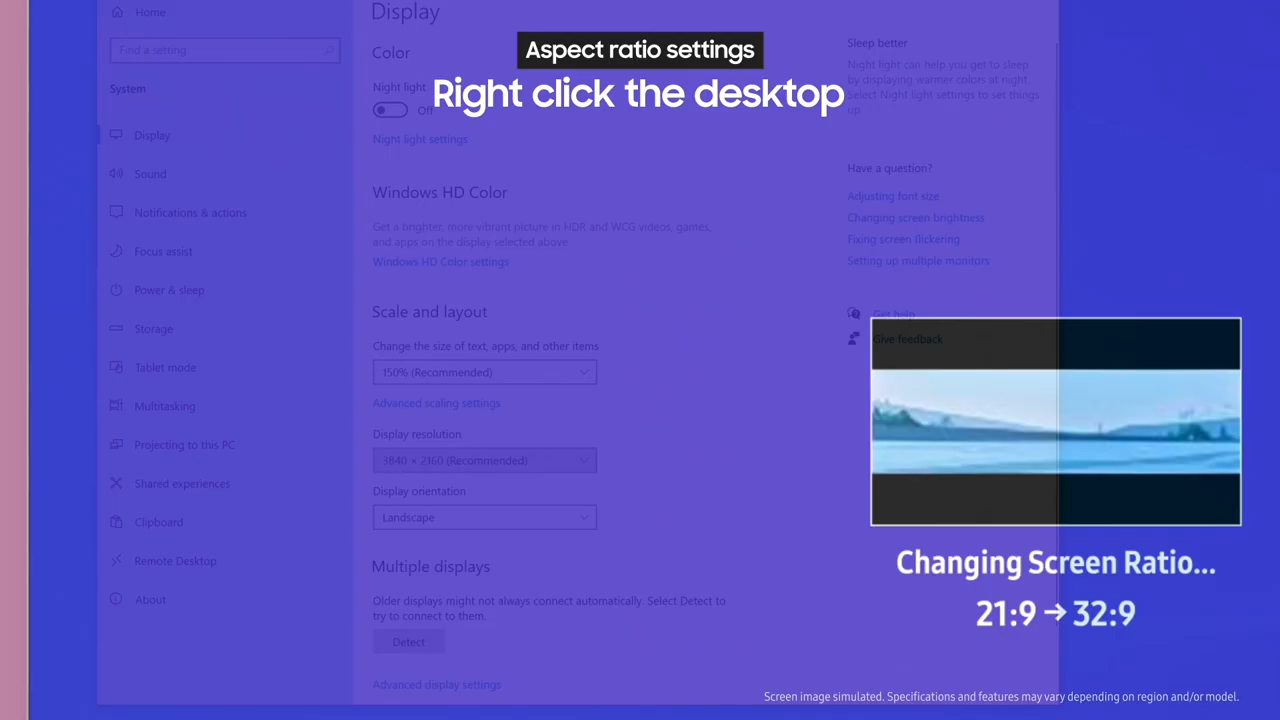 Home
Find a setting
System
Display
Sound
Notifications & actions
Focus assist
Power & sleep
Storage
Tablet mode
Multitasking
Projecting to this PC
Shared experiences
Clipboard
Remote Desktop
About
Display
Aspect ratio settings
Right click the desktop
Color
Night light
Off
Night light settings
Windows HD Color
Get a brighter, more vibrant picture in HDR and WCG videos, games,
and apps on the display selected above.
Windows HD Color settings
Scale and layout
Change the size of text, apps, and other items
150% (Recommended)
Advanced scaling settings
Display resolution
3840 × 2160 (Recommended)
Display orientation
Landscape
Multiple displays
Older displays might not always connect automatically. Select Detect to
try to connect to them.
Detect
Advanced display settings
Sleep better
Night light can help you get to sleep
by displaying warmer colors at night.
Select Night light settings to set things
up.
Have a question?
Adjusting font size
Changing screen brightness
Fixing screen flickering
Setting up multiple monitors
Get help
Give feedback
Changing Screen Ratio...
21:9 → 32:9
Screen image simulated. Specifications and features may vary depending on region and/or model.